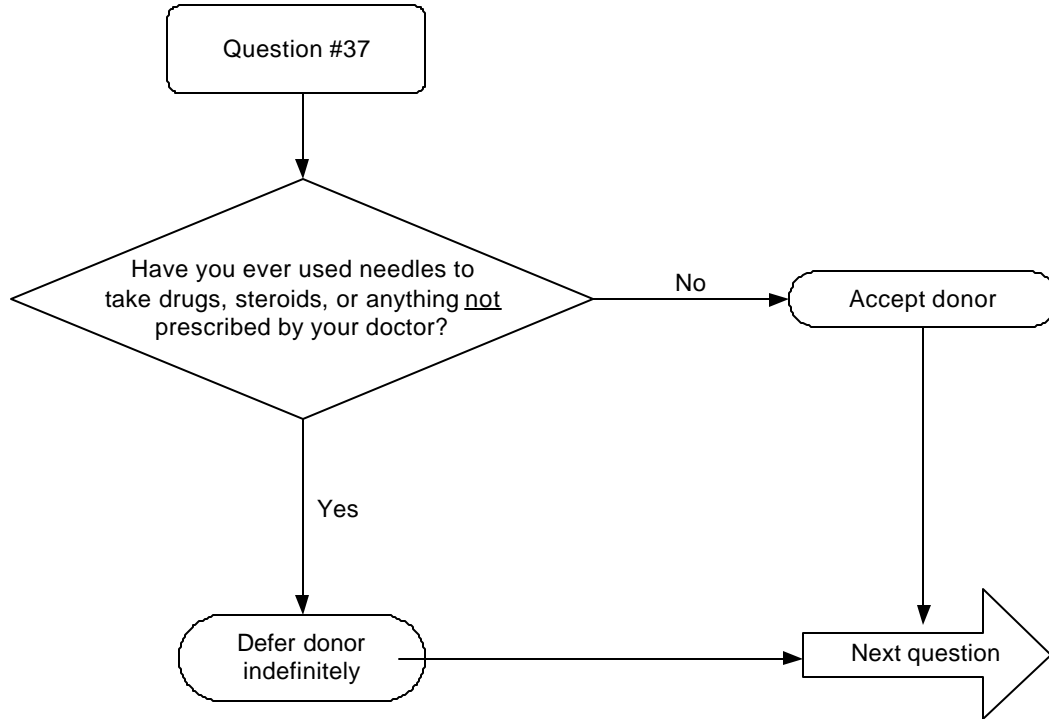 Question #37
Have you ever used needles to
take drugs, steroids, or anything not
prescribed by your doctor?
No
Accept donor
Yes
Defer donor
indefinitely
Next question